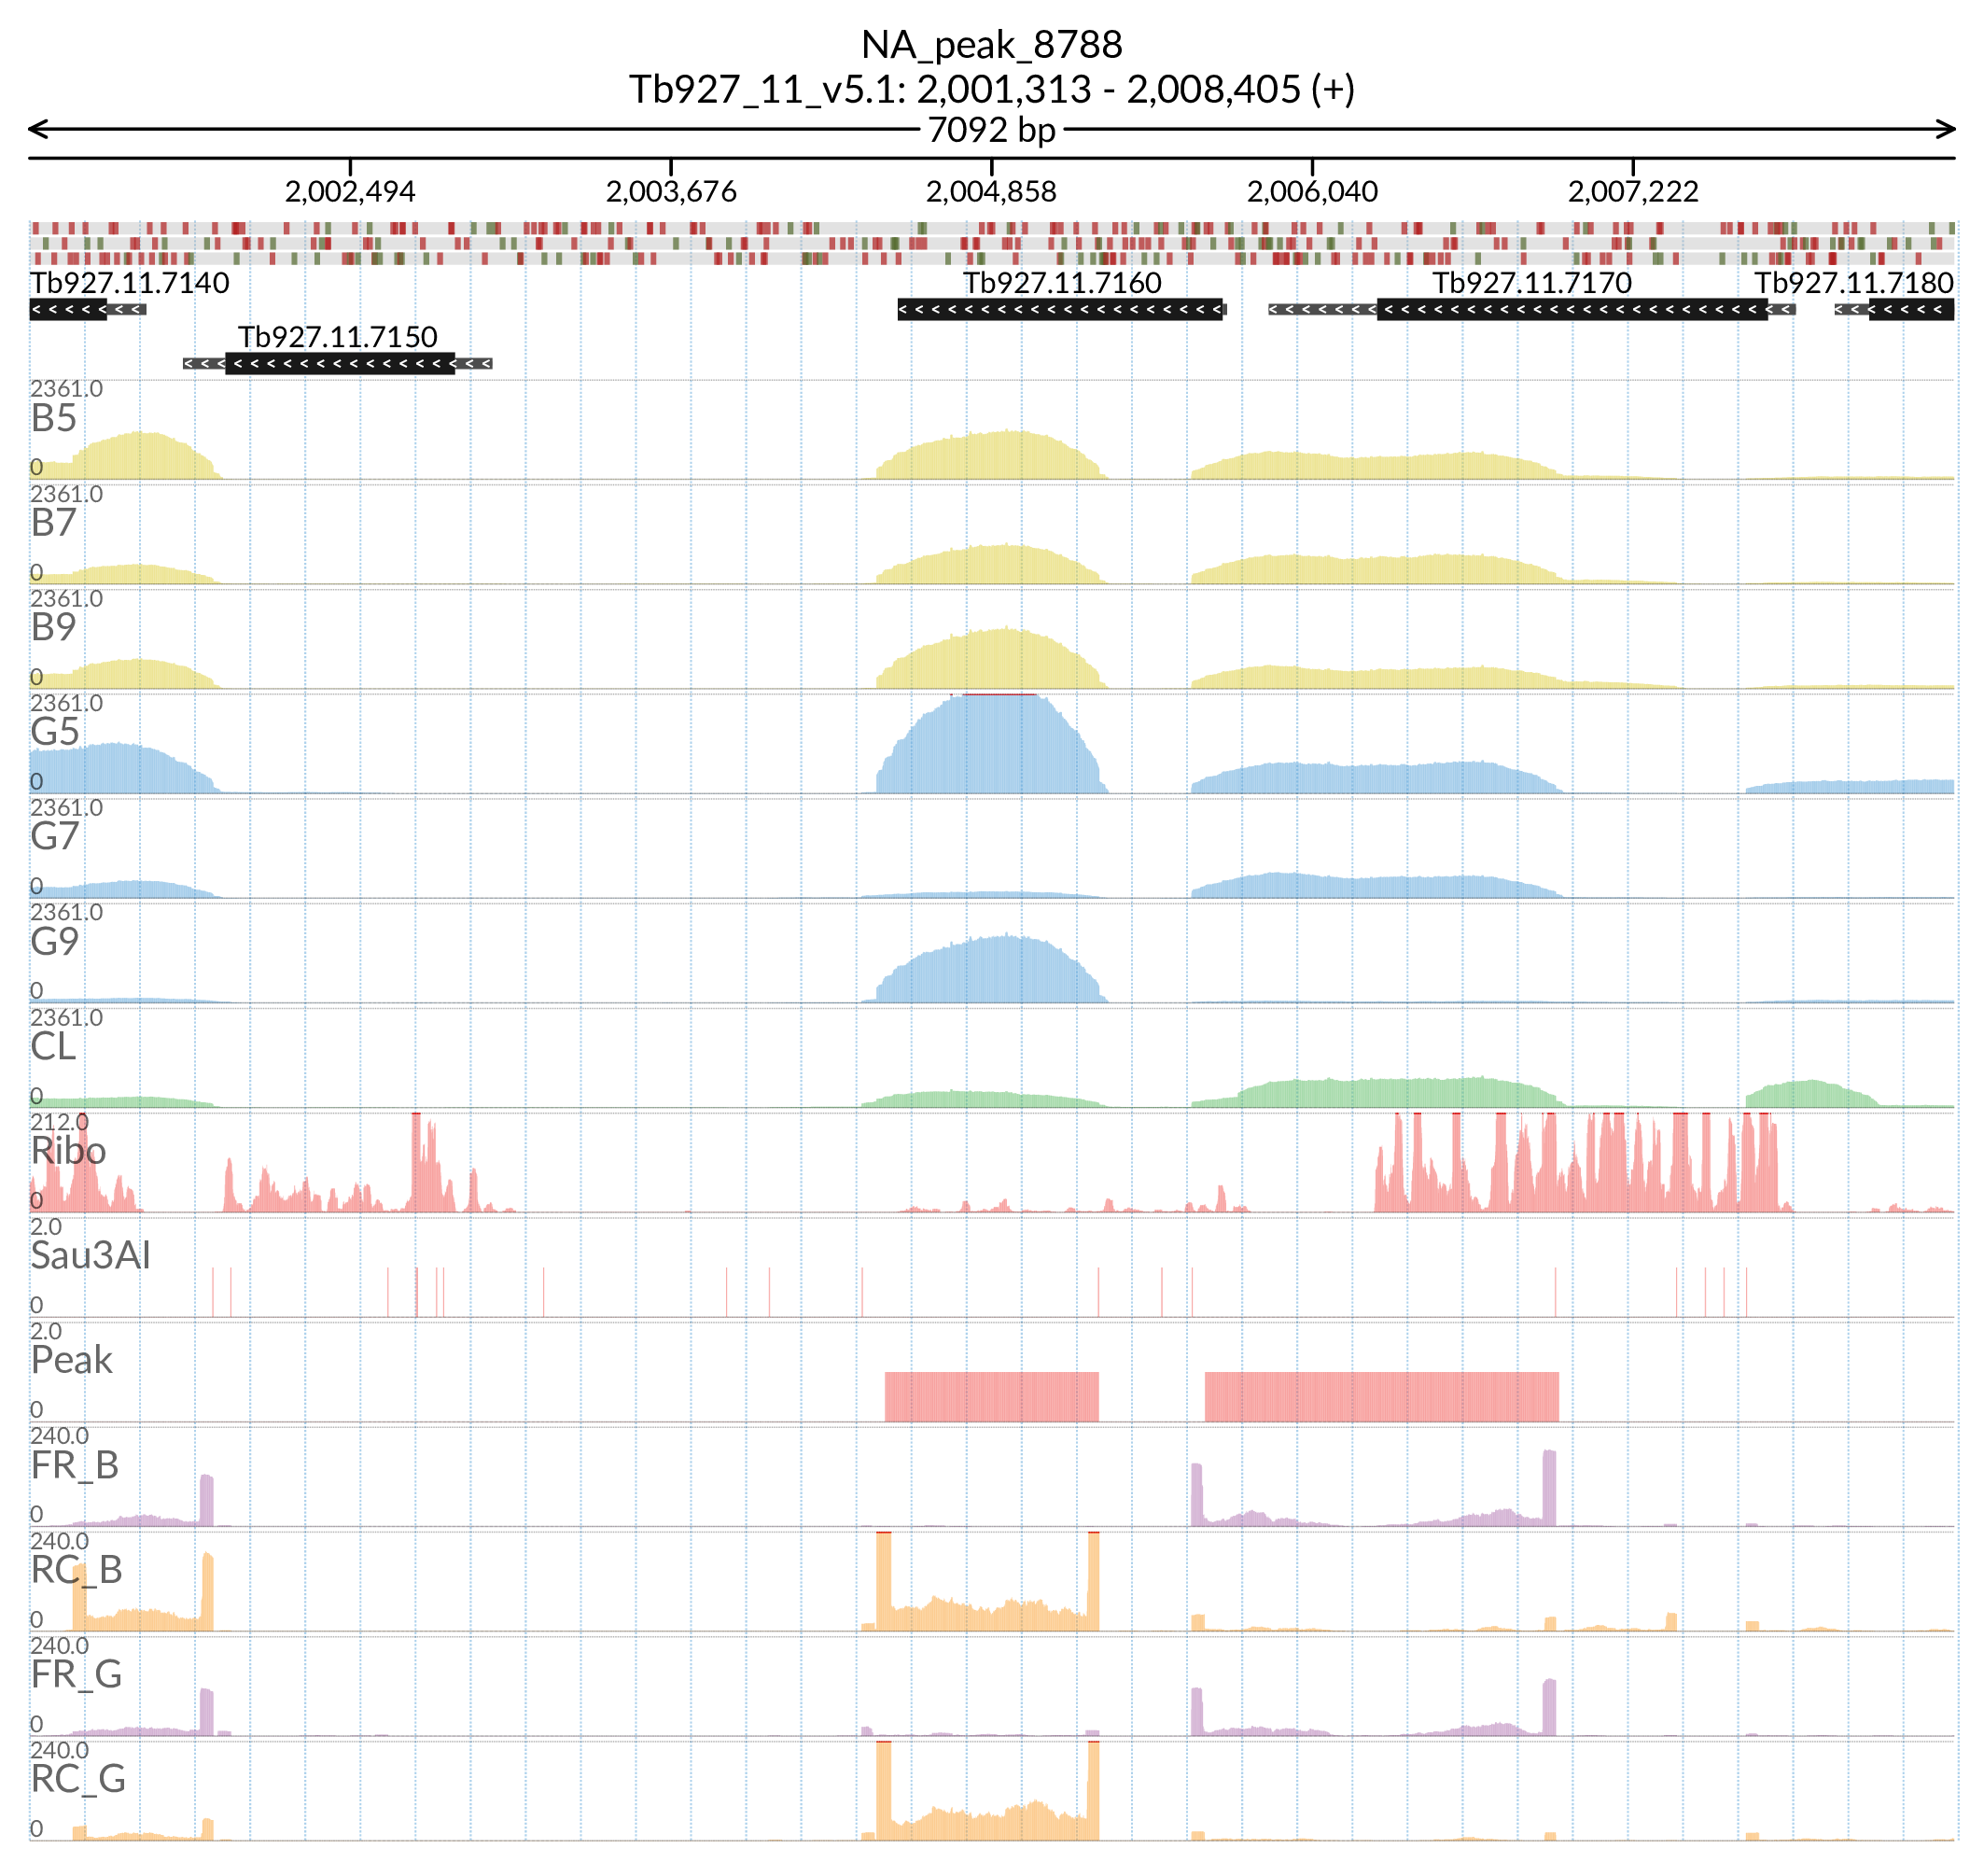 NA_peak_8788
Tb927_11_v5.1: 2,001,313 - 2,008,405 (+)
7092 bp
2,002,494 2,003,676 2,004,858 2,006,040 2,007,222
Tb927.11.7140 Tb927.11.7160 Tb927.11.7170 Tb927.11.7180
Tb927.11.7150
2361.0
B5
0
2361.0
B7
0
2361.0
B9
0
2361.0
G5
0
2361.0
G7
0
2361.0
G9
0
2361.0
CL
0
212.0
Ribo
0
2.0
Sau3AI
0
2.0
Peak
0
240.0
FR_B
0
240.0
RC_B
0
240.0
FR_G
0
240.0
RC_G
0